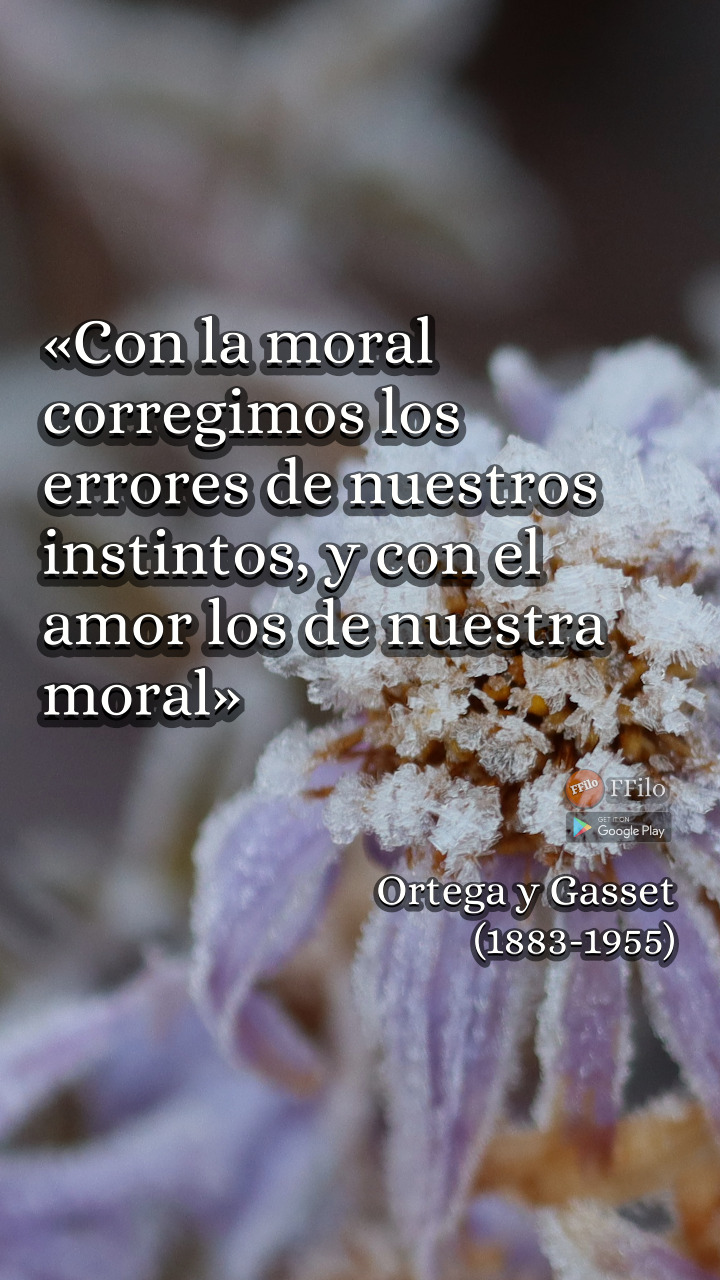 «Con la moral
corregimos los
errores de nuestros
instintos, y con el
amor los de nuestra
moral»
FFilo FFilo
GET IT ON
Google Play
Ortega y Gasset
(1883-1955)